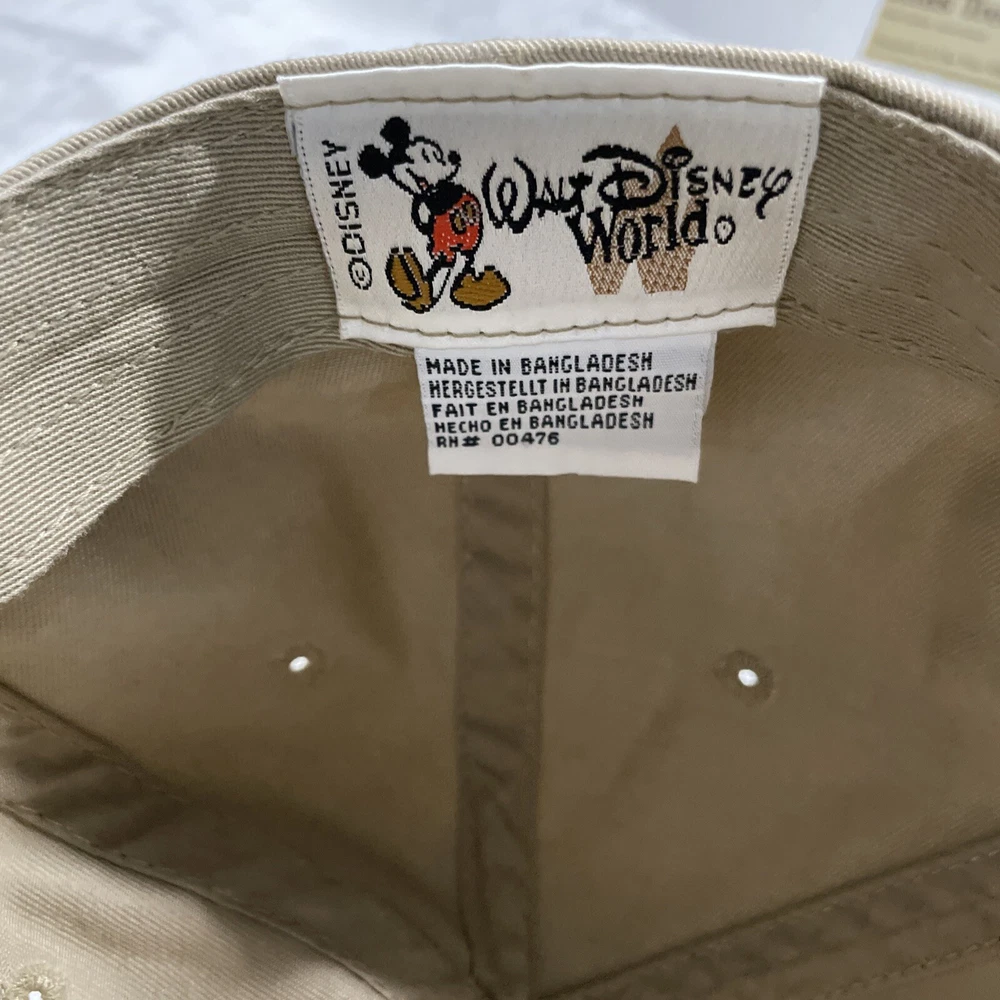 ©DISNEY
WALT DISNEY
World
MADE IN BANGLADESH
HERGESTELLT IN BANGLADESH
FAIT EN BANGLADESH
HECHO EN BANGLADESH
RN# 00476